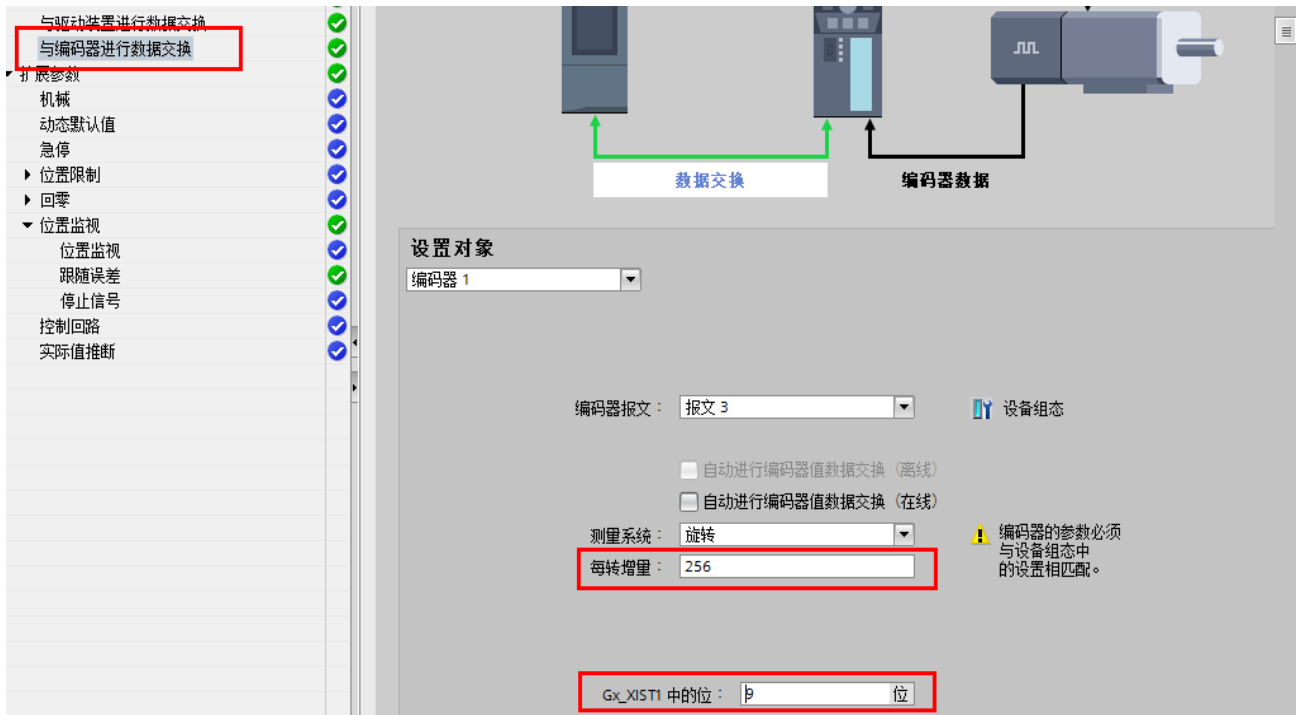 与驱动装置进行数据交换
与编码器进行数据交换
扩展参数
机械
动态默认值
急停
位置限制
回零
位置监视
位置监视
跟随误差
停止信号
控制回路
实际值推断
数据交换
编码器数据
设置对象
编码器 1
编码器报文：
报文 3
设备组态
自动进行编码器值数据交换（离线）
自动进行编码器值数据交换（在线）
测量系统：
旋转
编码器的参数必须
与设备组态中
的设置相匹配。
每转增量：
256
Gx_XIST1 中的位：
9
位